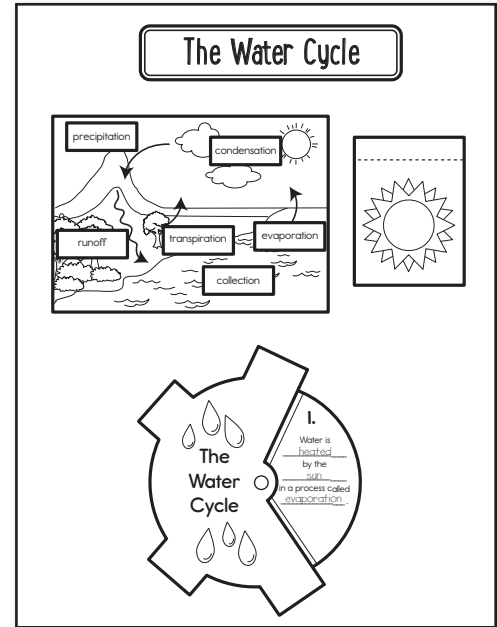 The Water Cycle
precipitation
condensation
runoff
transpiration
evaporation
collection
The
Water
Cycle
1.
Water is
heated
by the
sun
in a process called
evaporation.